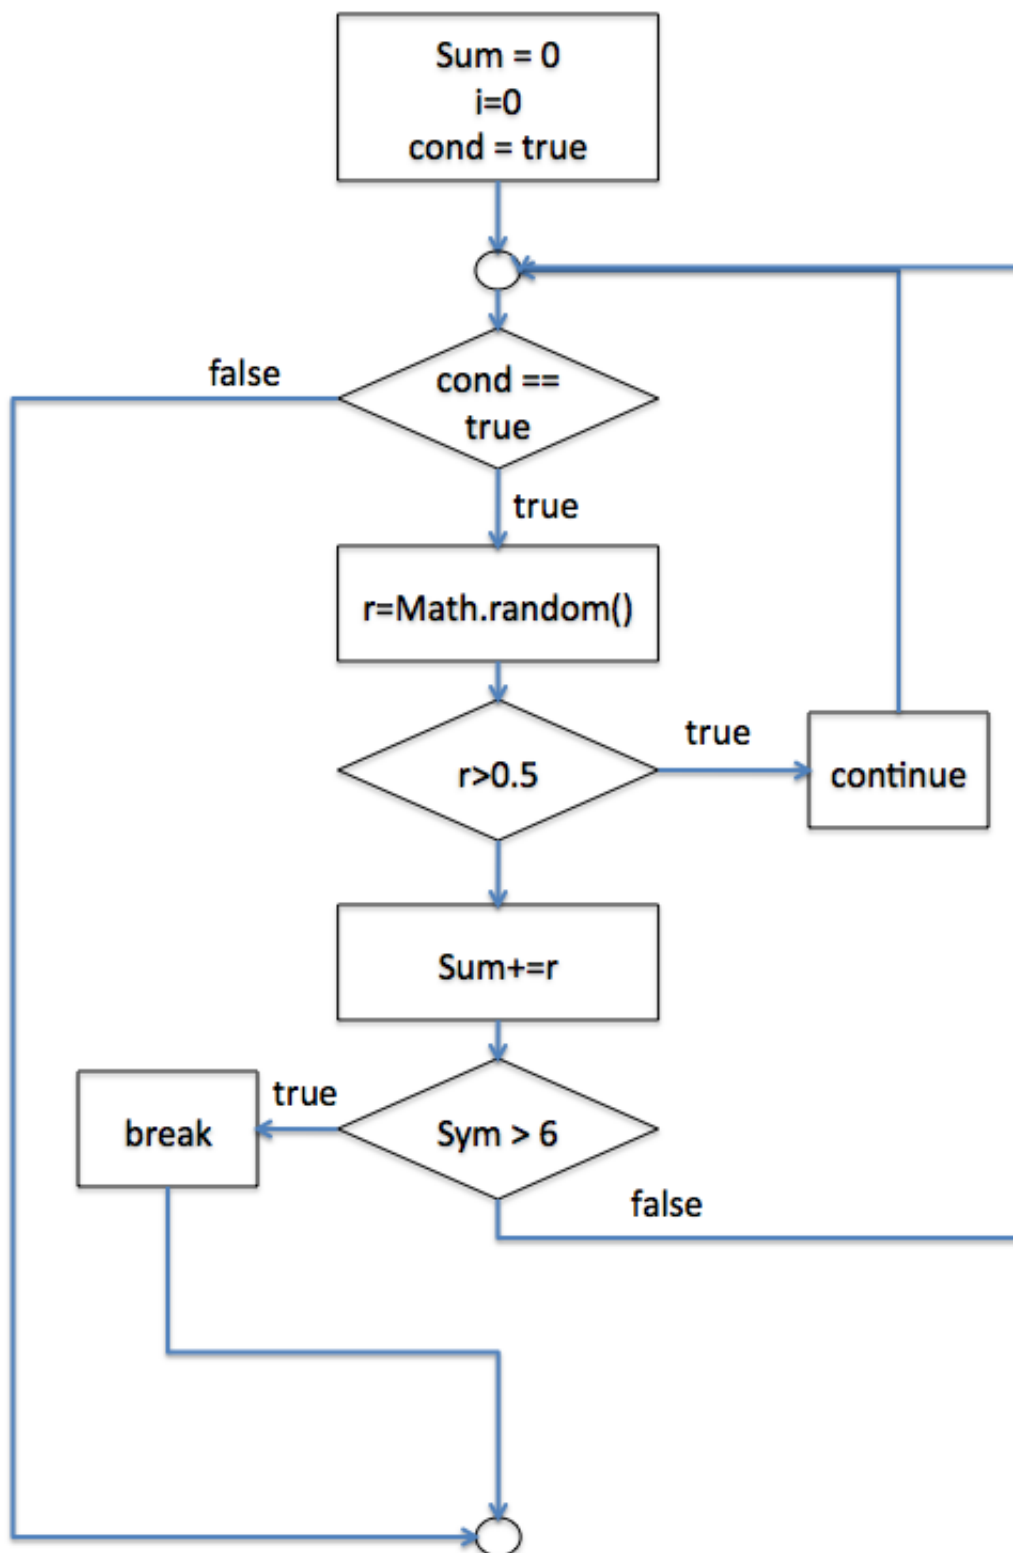 Sum = 0
i=0
cond = true
false
cond ==
true
true
r=Math.random()
true
r>0.5
continue
Sum+=r
true
break
Sym > 6
false